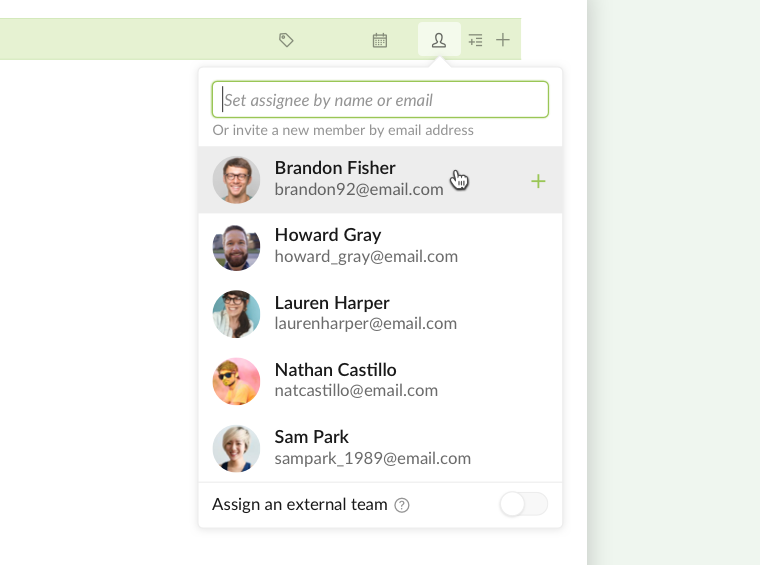 Set assignee by name or email
Or invite a new member by email address
Brandon Fisher
brandon92@email.com
Howard Gray
howard_gray@email.com
Lauren Harper
laurenharper@email.com
Nathan Castillo
natcastillo@email.com
Sam Park
sampark_1989@email.com
Assign an external team ?